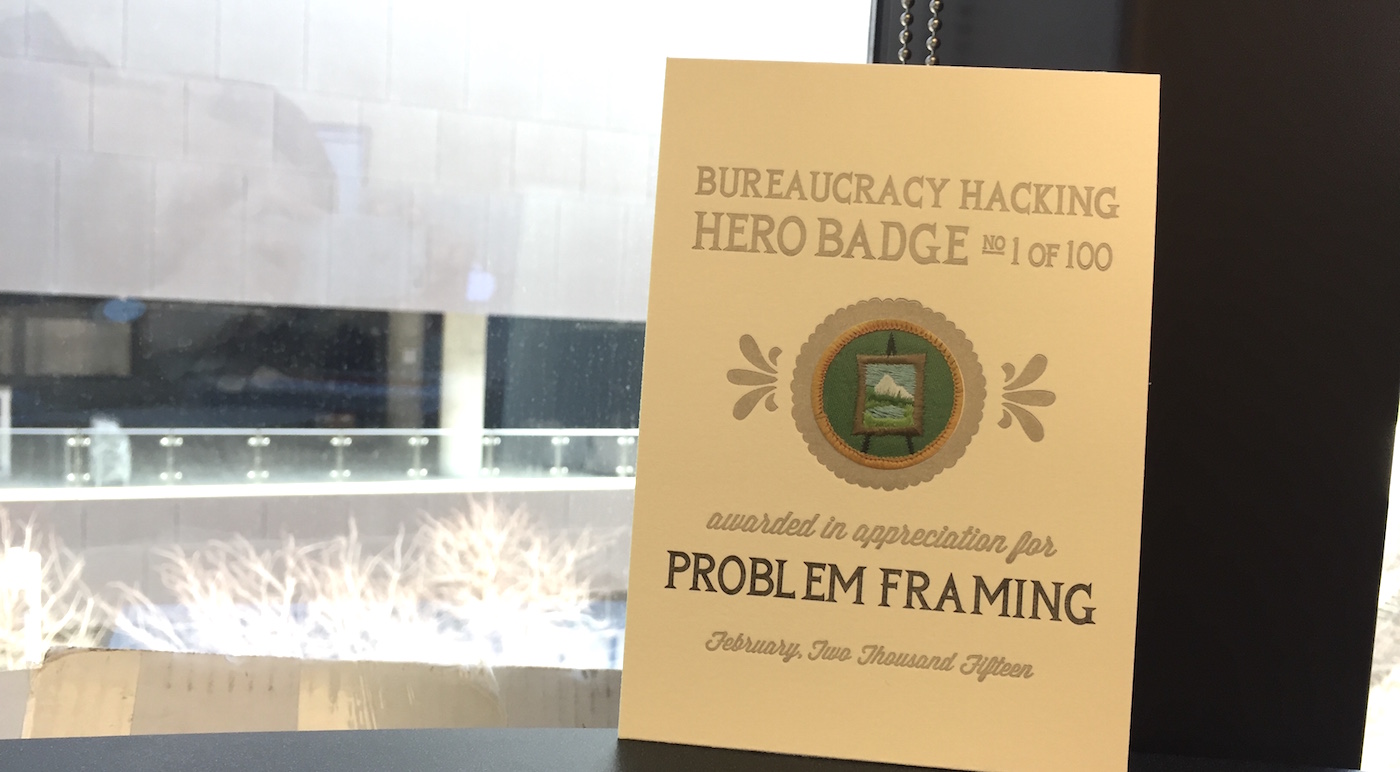 BUREAUCRACY HACKING
HERO BADGE NO 1 OF 100
awarded in appreciation for
PROBLEM FRAMING
February, Two Thousand Fifteen